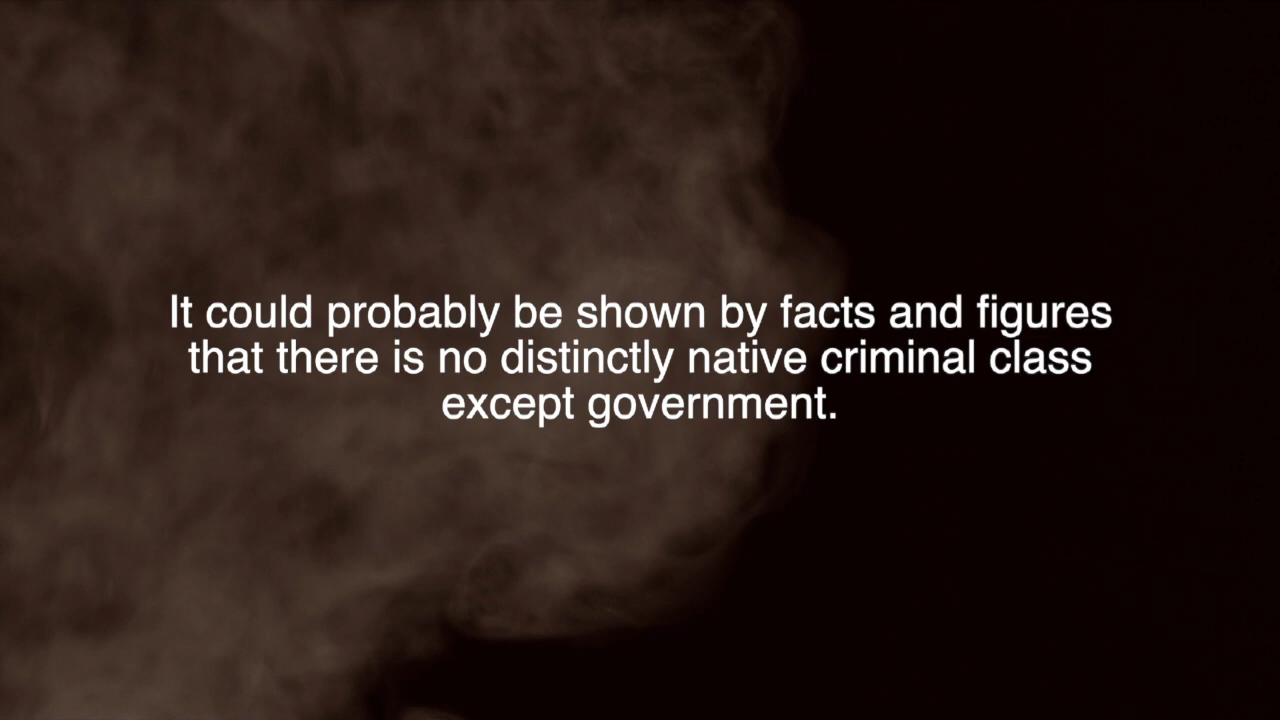 It could probably be shown by facts and figures
that there is no distinctly native criminal class
except government.